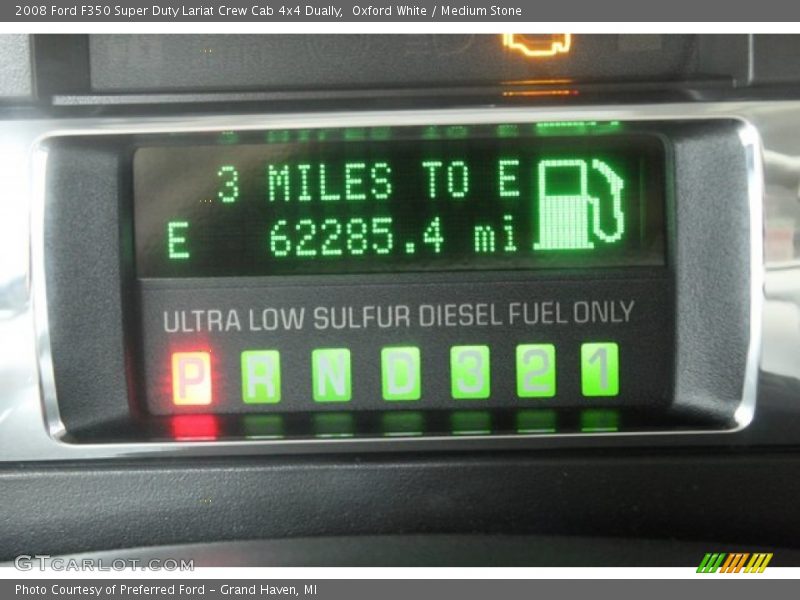 2008 Ford F350 Super Duty Lariat Crew Cab 4x4 Dually,  Oxford White / Medium Stone
3 MILES TO E
E 62285.4 mi
ULTRA LOW SULFUR DIESEL FUEL ONLY
P R N D 3 2 1
GTCARLOT.COM
Photo Courtesy of Preferred Ford – Grand Haven, MI